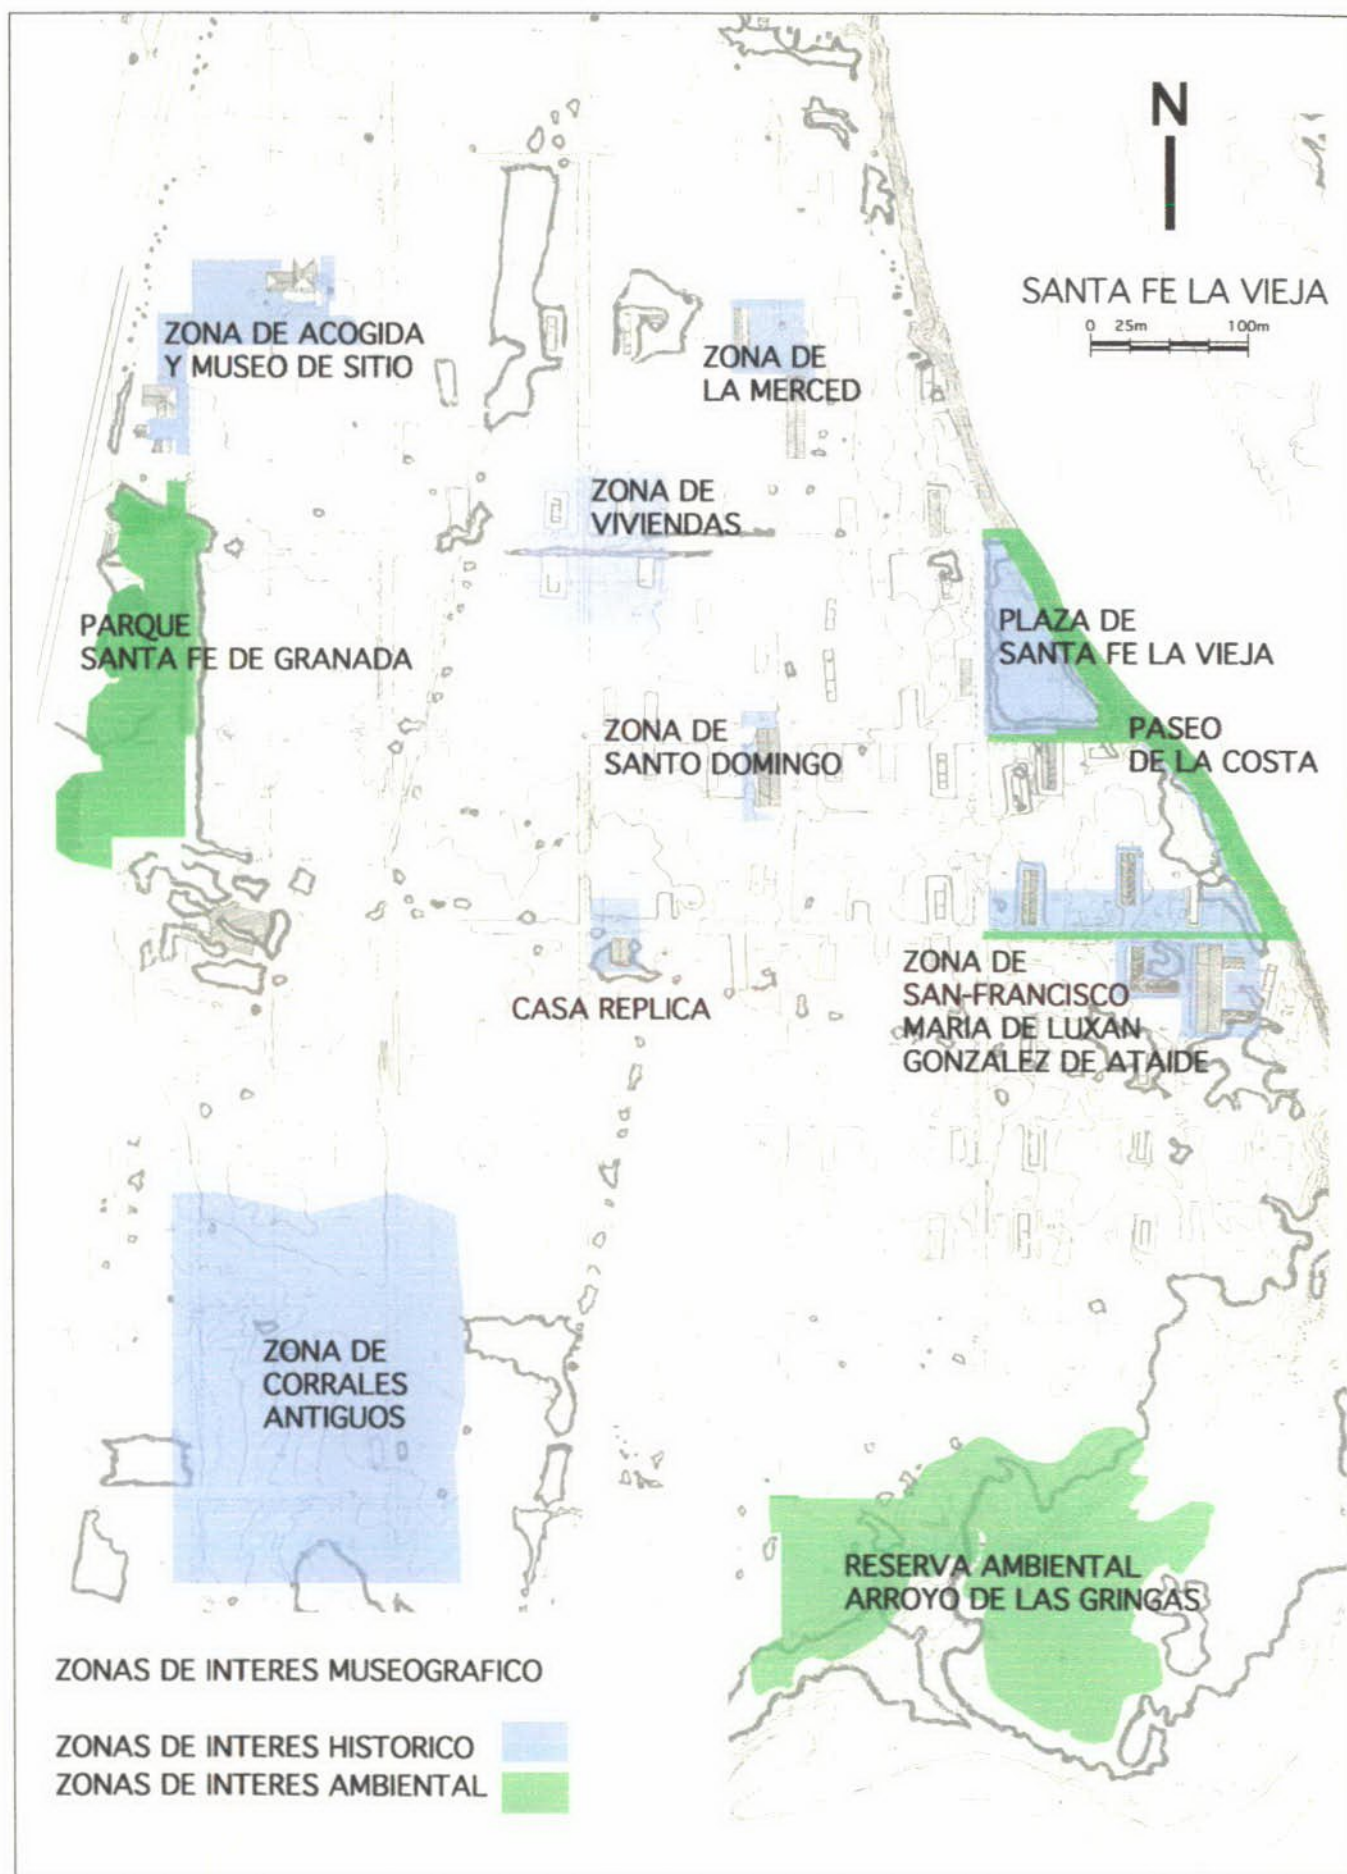 N
SANTA FE LA VIEJA
0 25m 100m
ZONA DE ACOGIDA
Y MUSEO DE SITIO
ZONA DE
LA MERCED
ZONA DE
VIVIENDAS
PARQUE
SANTA FE DE GRANADA
PLAZA DE
SANTA FE LA VIEJA
ZONA DE
SANTO DOMINGO
PASEO
DE LA COSTA
CASA REPLICA
ZONA DE
SAN-FRANCISCO
MARIA DE LUXAN
GONZALEZ DE ATAIDE
ZONA DE
CORRALES
ANTIGUOS
RESERVA AMBIENTAL
ARROYO DE LAS GRINGAS
ZONAS DE INTERES MUSEOGRAFICO
ZONAS DE INTERES HISTORICO
ZONAS DE INTERES AMBIENTAL